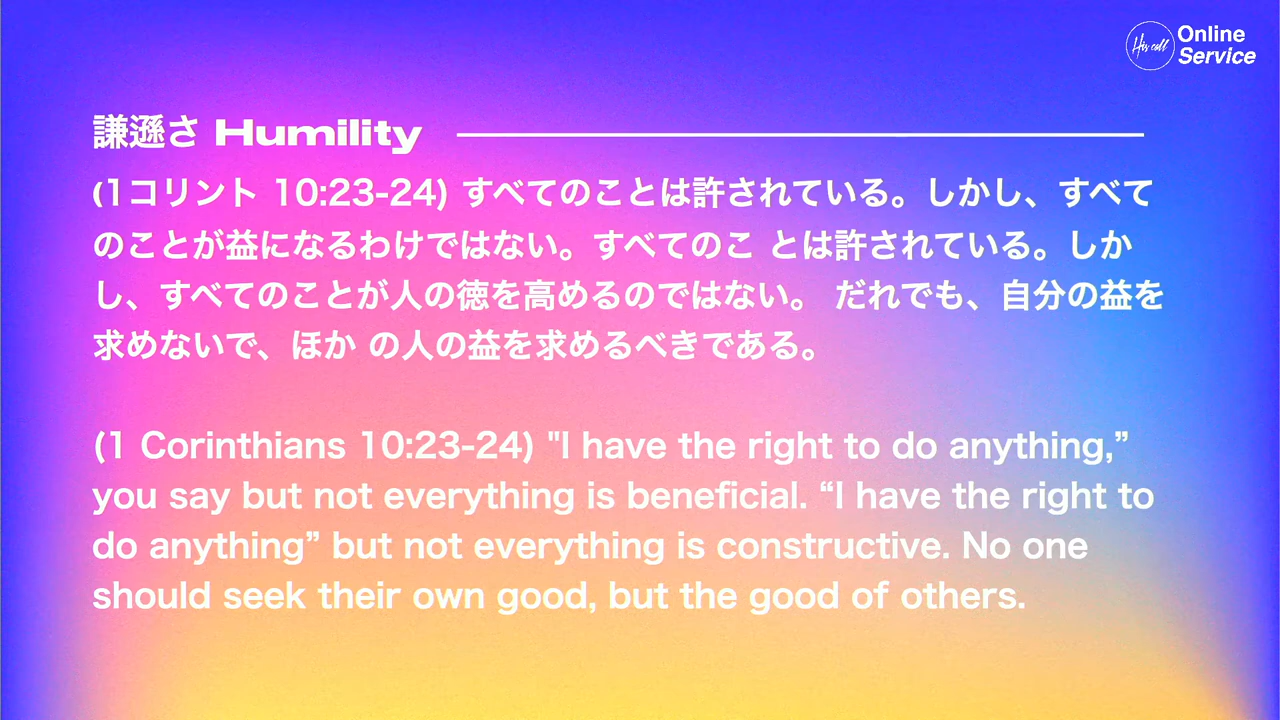 His call
Online
Service
謙遜さ Humility
(1コリント 10:23-24) すべてのことは許されている。しかし、すべて
のことが益になるわけではない。すべてのこ とは許されている。しか
し、すべてのことが人の徳を高めるのではない。 だれでも、自分の益を
求めないで、ほか の人の益を求めるべきである。
(1 Corinthians 10:23-24) "I have the right to do anything,”
you say but not everything is beneficial. “I have the right to
do anything” but not everything is constructive. No one
should seek their own good, but the good of others.